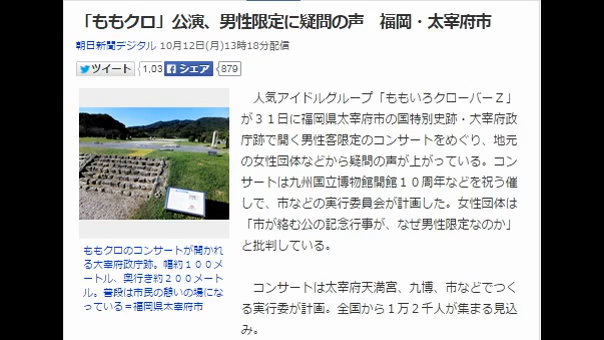 「ももクロ」公演、男性限定に疑問の声　福岡・太宰府市
朝日新聞デジタル 10月12日(月)13時18分配信
ツイート 1,03 シェア 879
人気アイドルグループ「ももいろクローバーＺ」
が３１日に福岡県太宰府市の国特別史跡・大宰府政
庁跡で開く男性客限定のコンサートをめぐり、地元
の女性団体などから疑問の声が上がっている。コン
サートは九州国立博物館開館１０周年などを祝う催
しで、市などの実行委員会が計画した。女性団体は
「市が絡む公の記念行事が、なぜ男性限定なのか」
と批判している。
コンサートは太宰府天満宮、九博、市などでつく
る実行委が計画。全国から１万２千人が集まる見込
み。
ももクロのコンサートが開かれ
る大宰府政庁跡。幅約１００メ
ートル、奥行き約２００メート
ル。普段は市民の憩いの場にな
っている＝福岡県太宰府市